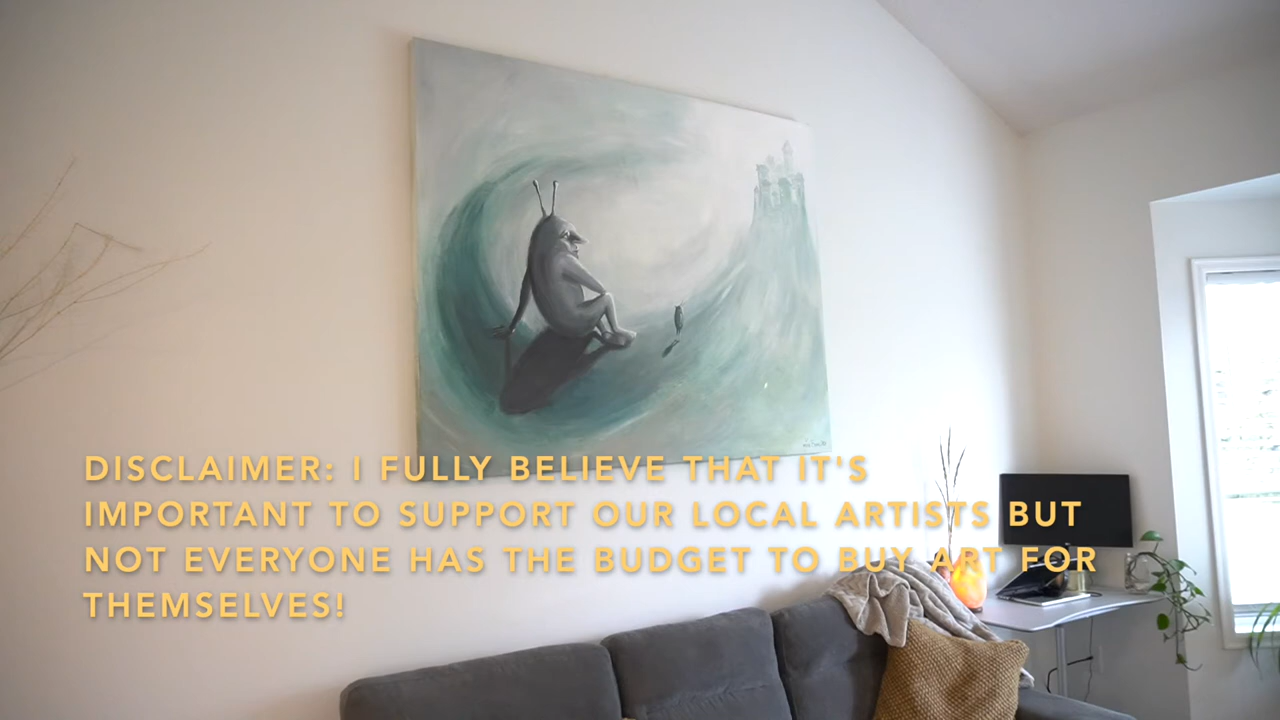 DISCLAIMER: I FULLY BELIEVE THAT IT'S
IMPORTANT TO SUPPORT OUR LOCAL ARTISTS BUT
NOT EVERYONE HAS THE BUDGET TO BUY ART FOR
THEMSELVES!